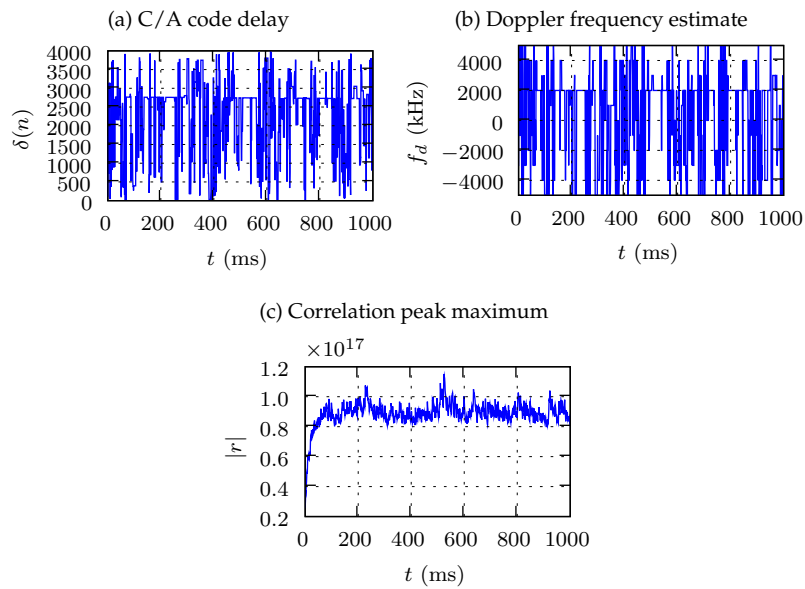 (a) C/A code delay
4000
3500
3000
2500
2000
1500
1000
500
0
δ(n)
0 200 400 600 800 1000
t (ms)
(b) Doppler frequency estimate
4000
2000
0
−2000
−4000
f_d (kHz)
0 200 400 600 800 1000
t (ms)
(c) Correlation peak maximum
×10^17
1.2
1.0
0.8
0.6
0.4
0.2
|r|
0 200 400 600 800 1000
t (ms)